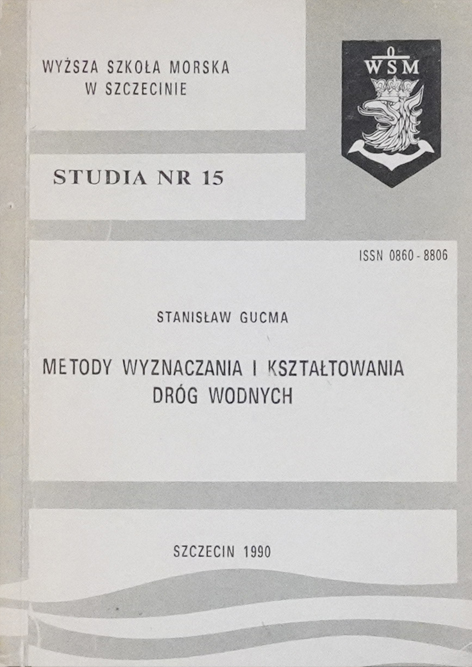 WYŻSZA SZKOŁA MORSKA
W SZCZECINIE
WSM
STUDIA NR 15
ISSN 0860-8806
STANISŁAW GUCMA
METODY WYZNACZANIA I KSZTAŁTOWANIA
DRÓG WODNYCH
SZCZECIN 1990